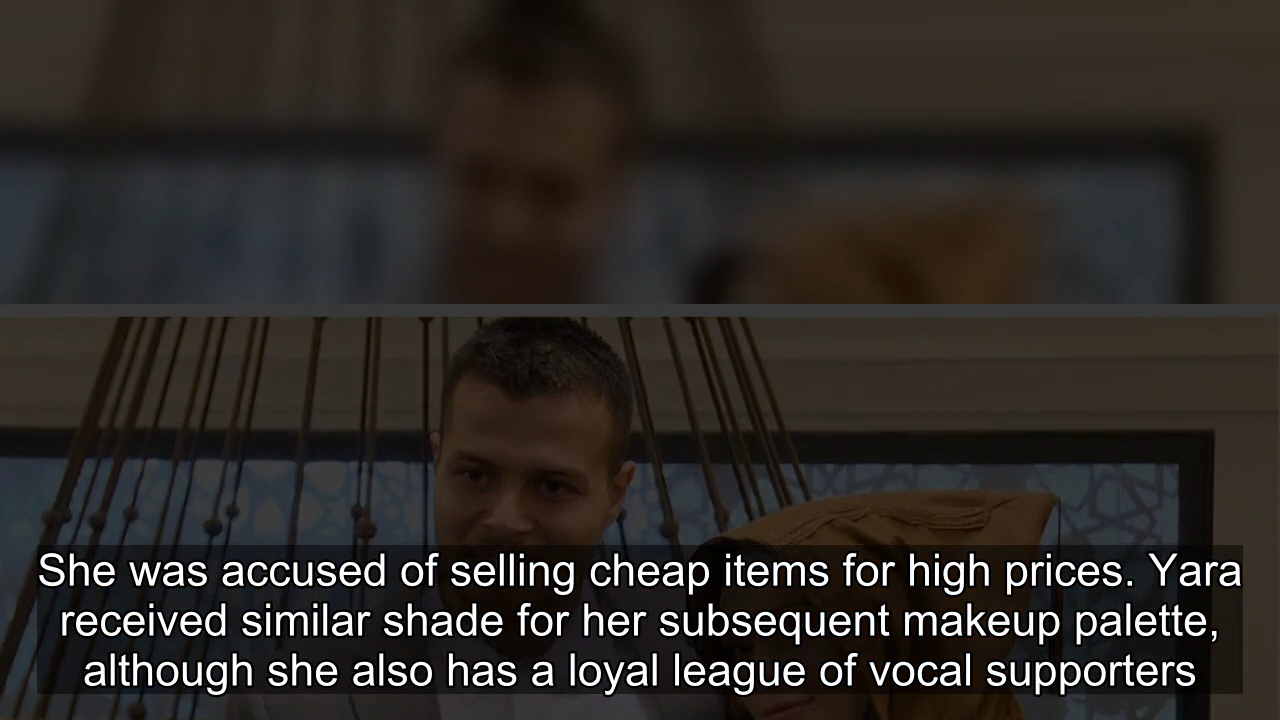 She was accused of selling cheap items for high prices. Yara
received similar shade for her subsequent makeup palette,
although she also has a loyal league of vocal supporters